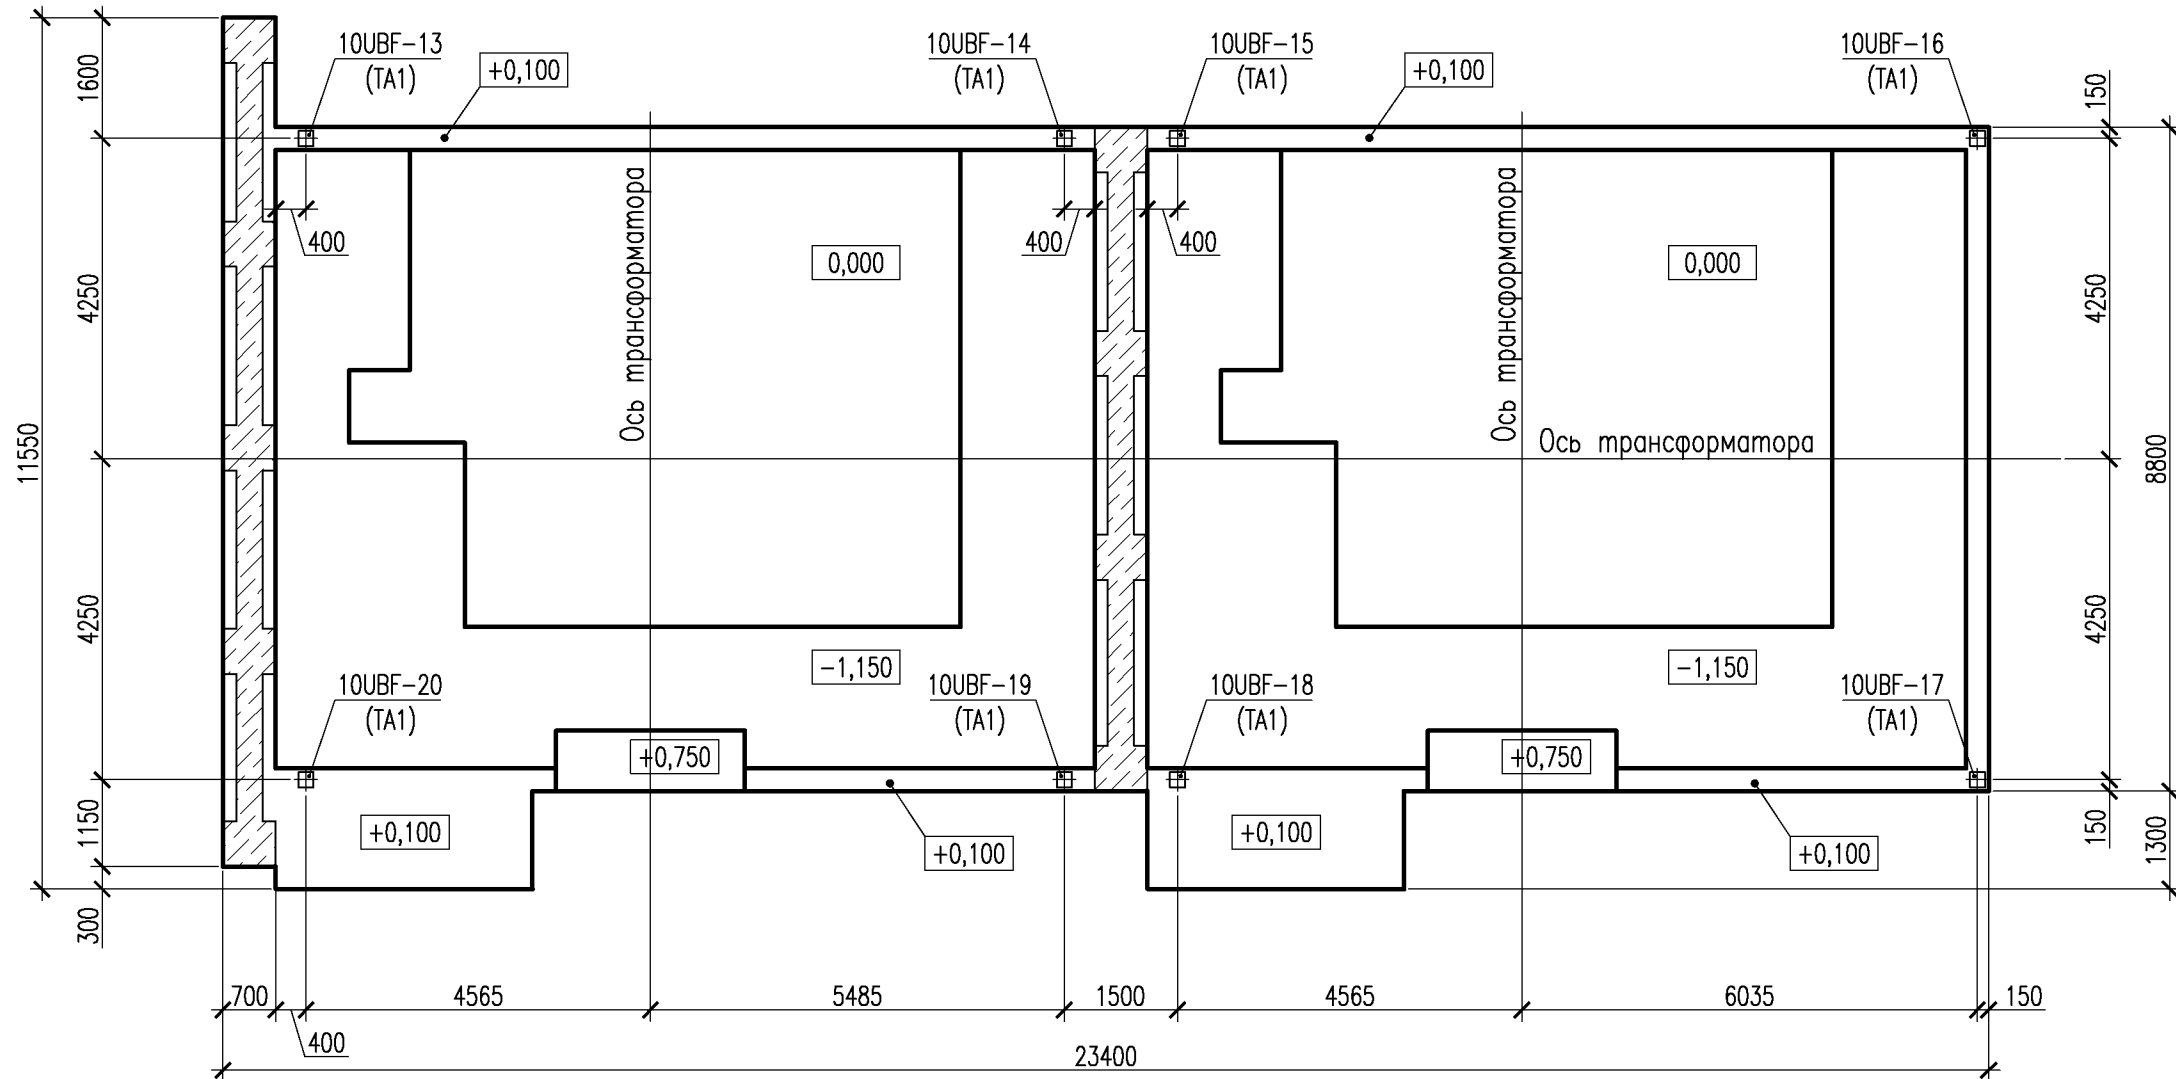 10UBF-13
(TA1)
+0,100
10UBF-14
(TA1)
10UBF-15
(TA1)
+0,100
10UBF-16
(TA1)
1600
150
400
400
400
Ось трансформатора
0,000
Ось трансформатора
0,000
4250
4250
11550
Ось трансформатора
8800
4250
4250
-1,150
-1,150
10UBF-20
(TA1)
10UBF-19
(TA1)
10UBF-18
(TA1)
10UBF-17
(TA1)
+0,750
+0,750
1150
+0,100
+0,100
+0,100
+0,100
150
1300
300
700
4565
5485
1500
4565
6035
150
400
23400